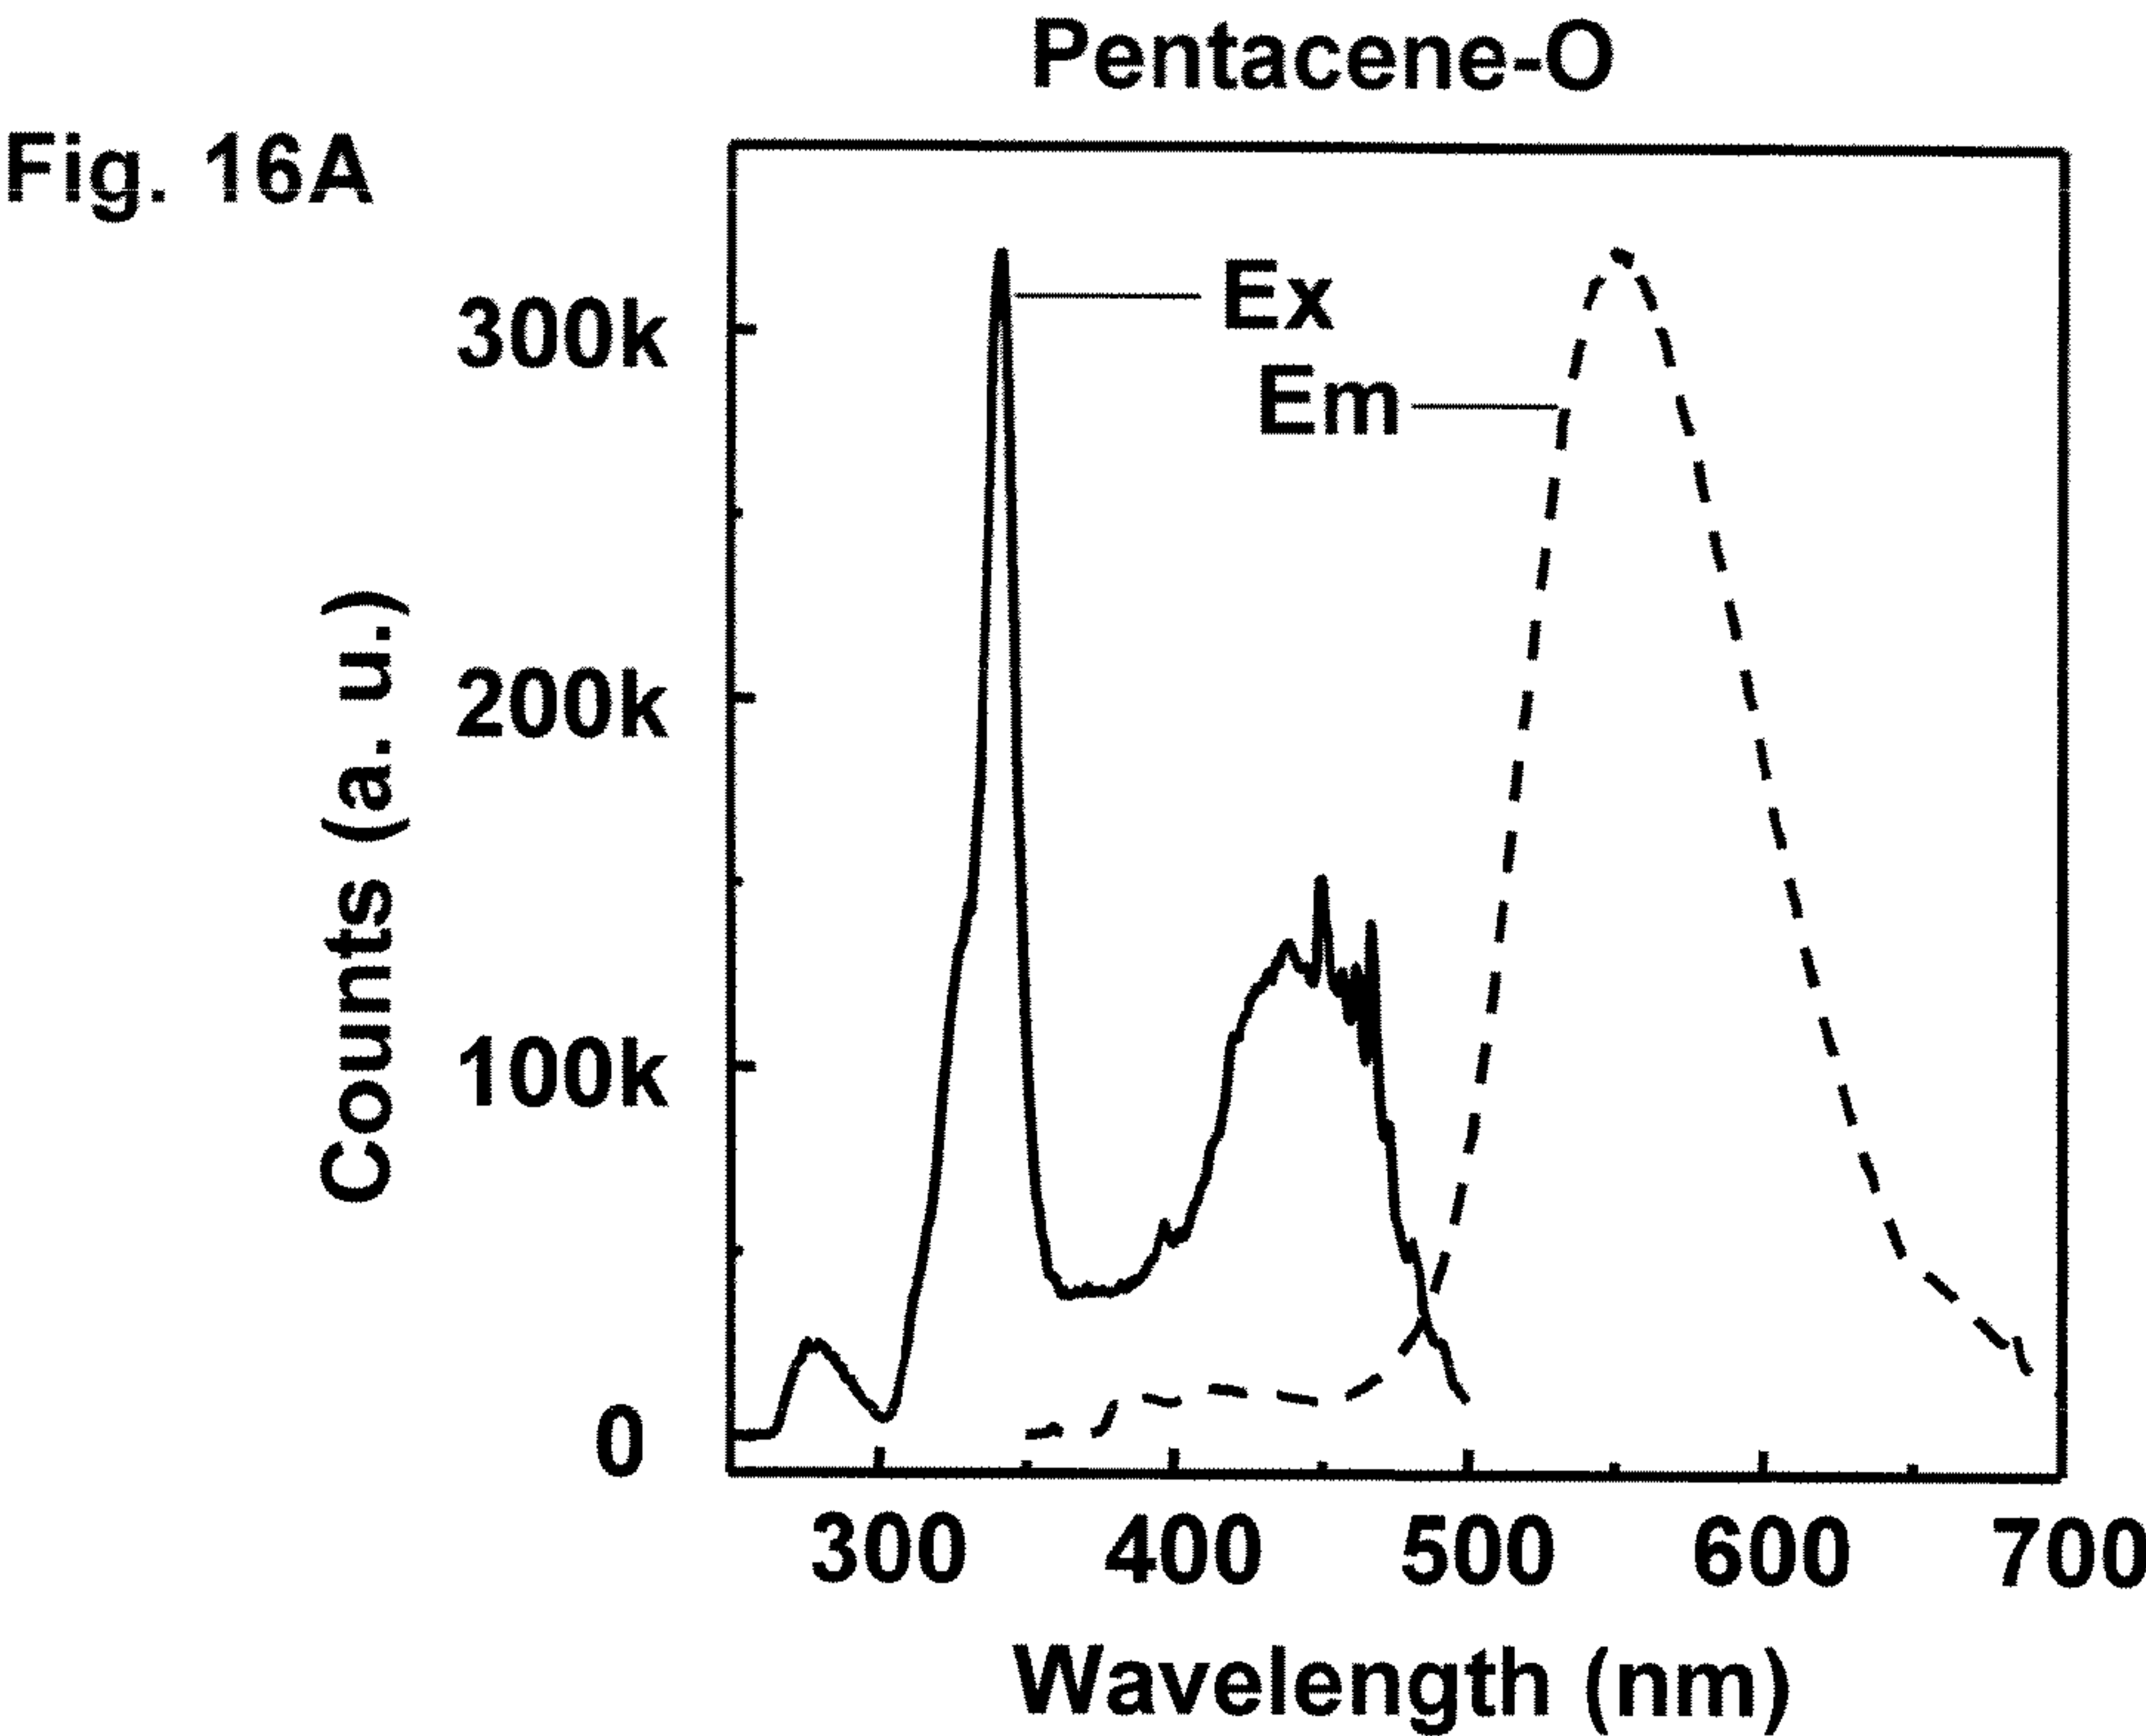 Pentacene-O
Fig. 16A
Ex
Em
300k
200k
100k
0
Counts (a. u.)
300 400 500 600 700
Wavelength (nm)